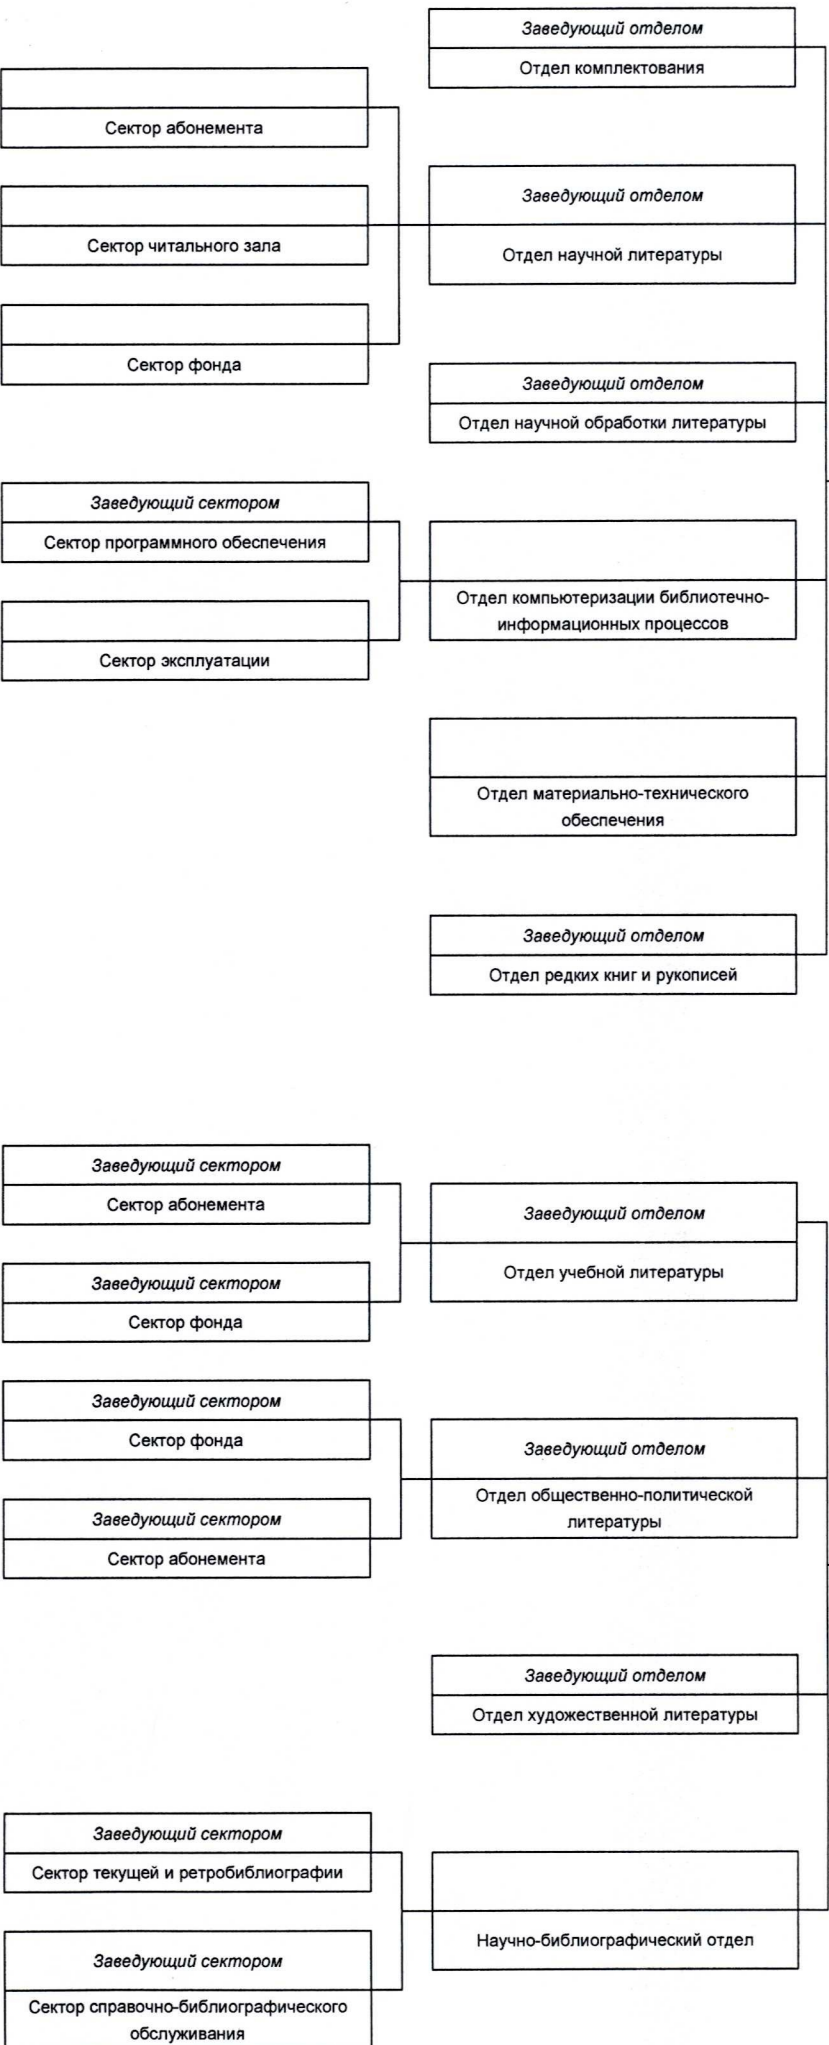 Заведующий отделом
Отдел комплектования
Сектор абонемента
Заведующий отделом
Сектор читального зала
Отдел научной литературы
Сектор фонда
Заведующий отделом
Отдел научной обработки литературы
Заведующий сектором
Сектор программного обеспечения
Отдел компьютеризации библиотечно-
информационных процессов
Сектор эксплуатации
Отдел материально-технического
обеспечения
Заведующий отделом
Отдел редких книг и рукописей
Заведующий сектором
Сектор абонемента
Заведующий отделом
Отдел учебной литературы
Заведующий сектором
Сектор фонда
Заведующий сектором
Сектор фонда
Заведующий отделом
Отдел общественно-политической
литературы
Заведующий сектором
Сектор абонемента
Заведующий отделом
Отдел художественной литературы
Заведующий сектором
Сектор текущей и ретробиблиографии
Научно-библиографический отдел
Заведующий сектором
Сектор справочно-библиографического
обслуживания